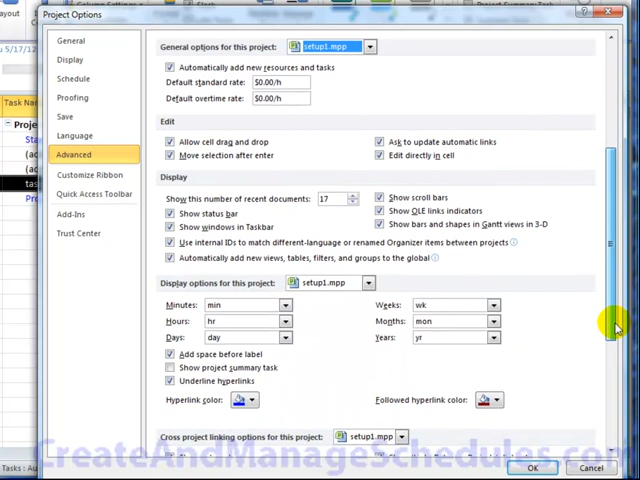 Project Options
u 5/17/12
Task Na
General
Display
Schedule
Proofing
Save
Language
Advanced
Customize Ribbon
Quick Access Toolbar
Add-Ins
Trust Center
General options for this project: setup1.mpp
Automatically add new resources and tasks
Default standard rate: $0.00/h
Default overtime rate: $0.00/h
Edit
Allow cell drag and drop Ask to update automatic links
Move selection after enter Edit directly in cell
Display
Show this number of recent documents: 17 Show scroll bars
Show status bar Show OLE links indicators
Show windows in Taskbar Show bars and shapes in Gantt views in 3-D
Use internal IDs to match different-language or renamed Organizer items between projects
Automatically add new views, tables, filters, and groups to the global
Display options for this project: setup1.mpp
Minutes: min Weeks: wk
Hours: hr Months: mon
Days: day Years: yr
Add space before label
Show project summary task
Underline hyperlinks
Hyperlink color: Followed hyperlink color:
Cross project linking options for this project: setup1.mpp
CreateAndManageSchedules.com
OK Cancel
Tasks : Au